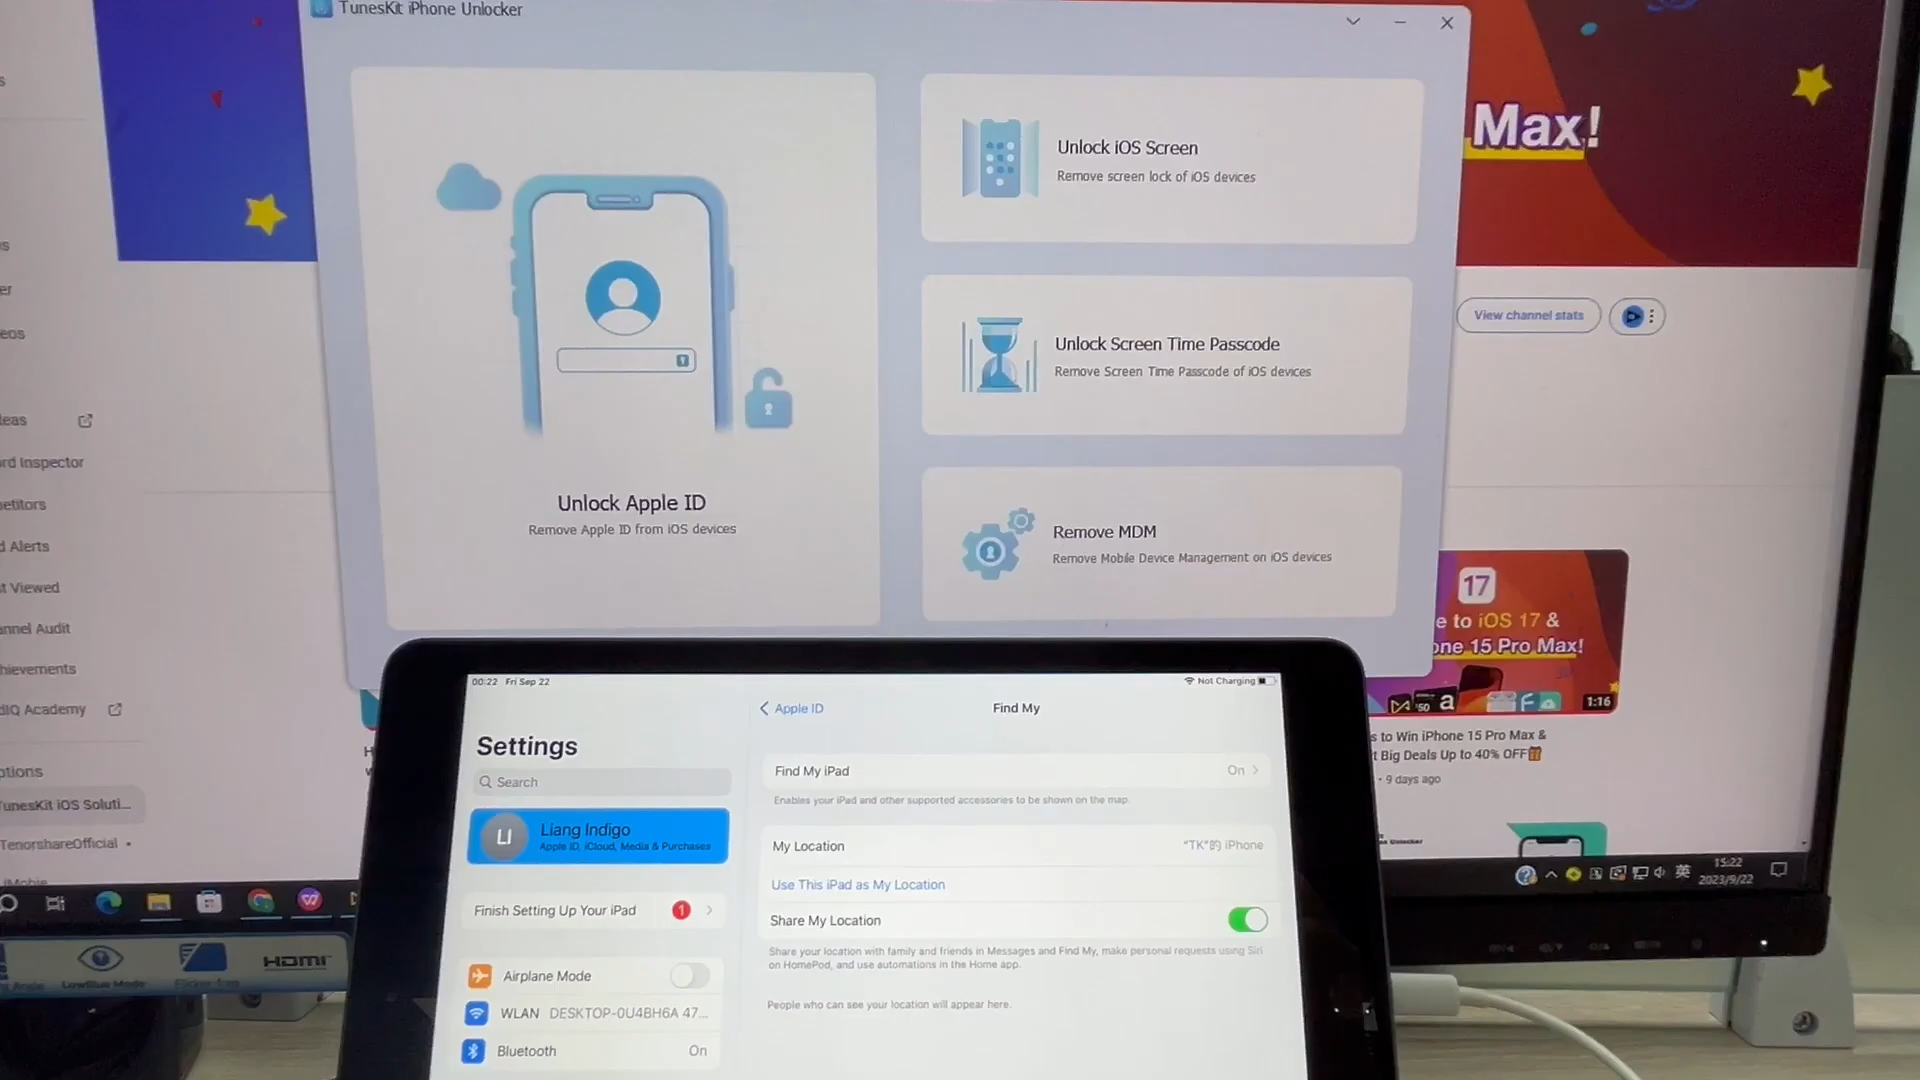 TunesKit iPhone Unlocker
Unlock Apple ID
Remove Apple ID from iOS devices
Unlock iOS Screen
Remove screen lock of iOS devices
Unlock Screen Time Passcode
Remove Screen Time Passcode of iOS devices
Remove MDM
Remove Mobile Device Management on iOS devices
Max!
View channel stats
17
e to iOS 17 &
one 15 Pro Max!
1:16
s to Win iPhone 15 Pro Max &
t Big Deals Up to 40% OFF
• 9 days ago
s
er
eos
eas
rd Inspector
etitors
d Alerts
t Viewed
nnel Audit
hievements
dIQ Academy
ptions
TunesKit iOS Soluti...
TenorshareOfficial
iMobie
英
15:22
2023/9/22
LowBlue Mode
HDMI
00:22 Fri Sep 22
Not Charging
Settings
Search
LI
Liang Indigo
Apple ID, iCloud, Media & Purchases
Finish Setting Up Your iPad
1
Airplane Mode
WLAN DESKTOP-0U4BH6A 47...
Bluetooth On
Apple ID
Find My
Find My iPad On
Enables your iPad and other supported accessories to be shown on the map.
My Location "TK"的 iPhone
Use This iPad as My Location
Share My Location
Share your location with family and friends in Messages and Find My, make personal requests using Siri
on HomePod, and use automations in the Home app.
People who can see your location will appear here.